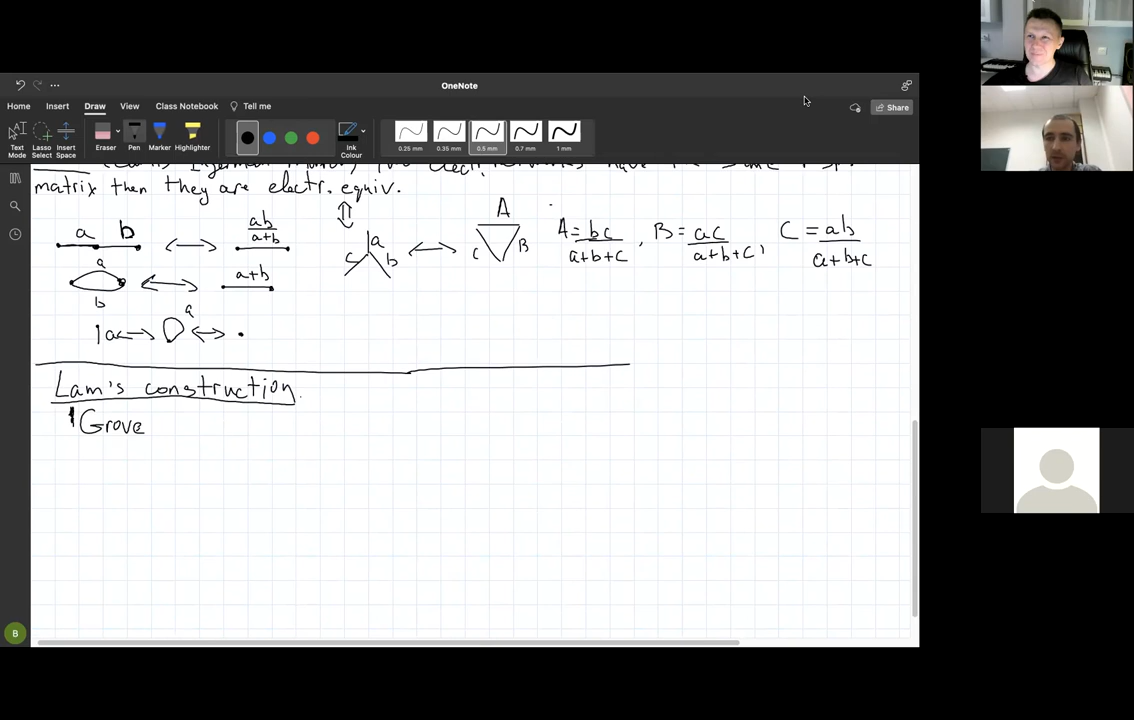 OneNote
Home Insert Draw View Class Notebook Tell me
Share
Text Mode Lasso Select Insert Space Eraser Pen Marker Highlighter Ink Colour 0.25 mm 0.35 mm 0.5 mm 0.7 mm 1 mm
matrix then they are electr. equiv.
a b ab/a+b
c a b A C B A = bc/a+b+c , B = ac/a+b+c , C = ab/a+b+c
a b a+b
a a
Lam's construction.
Grove
B